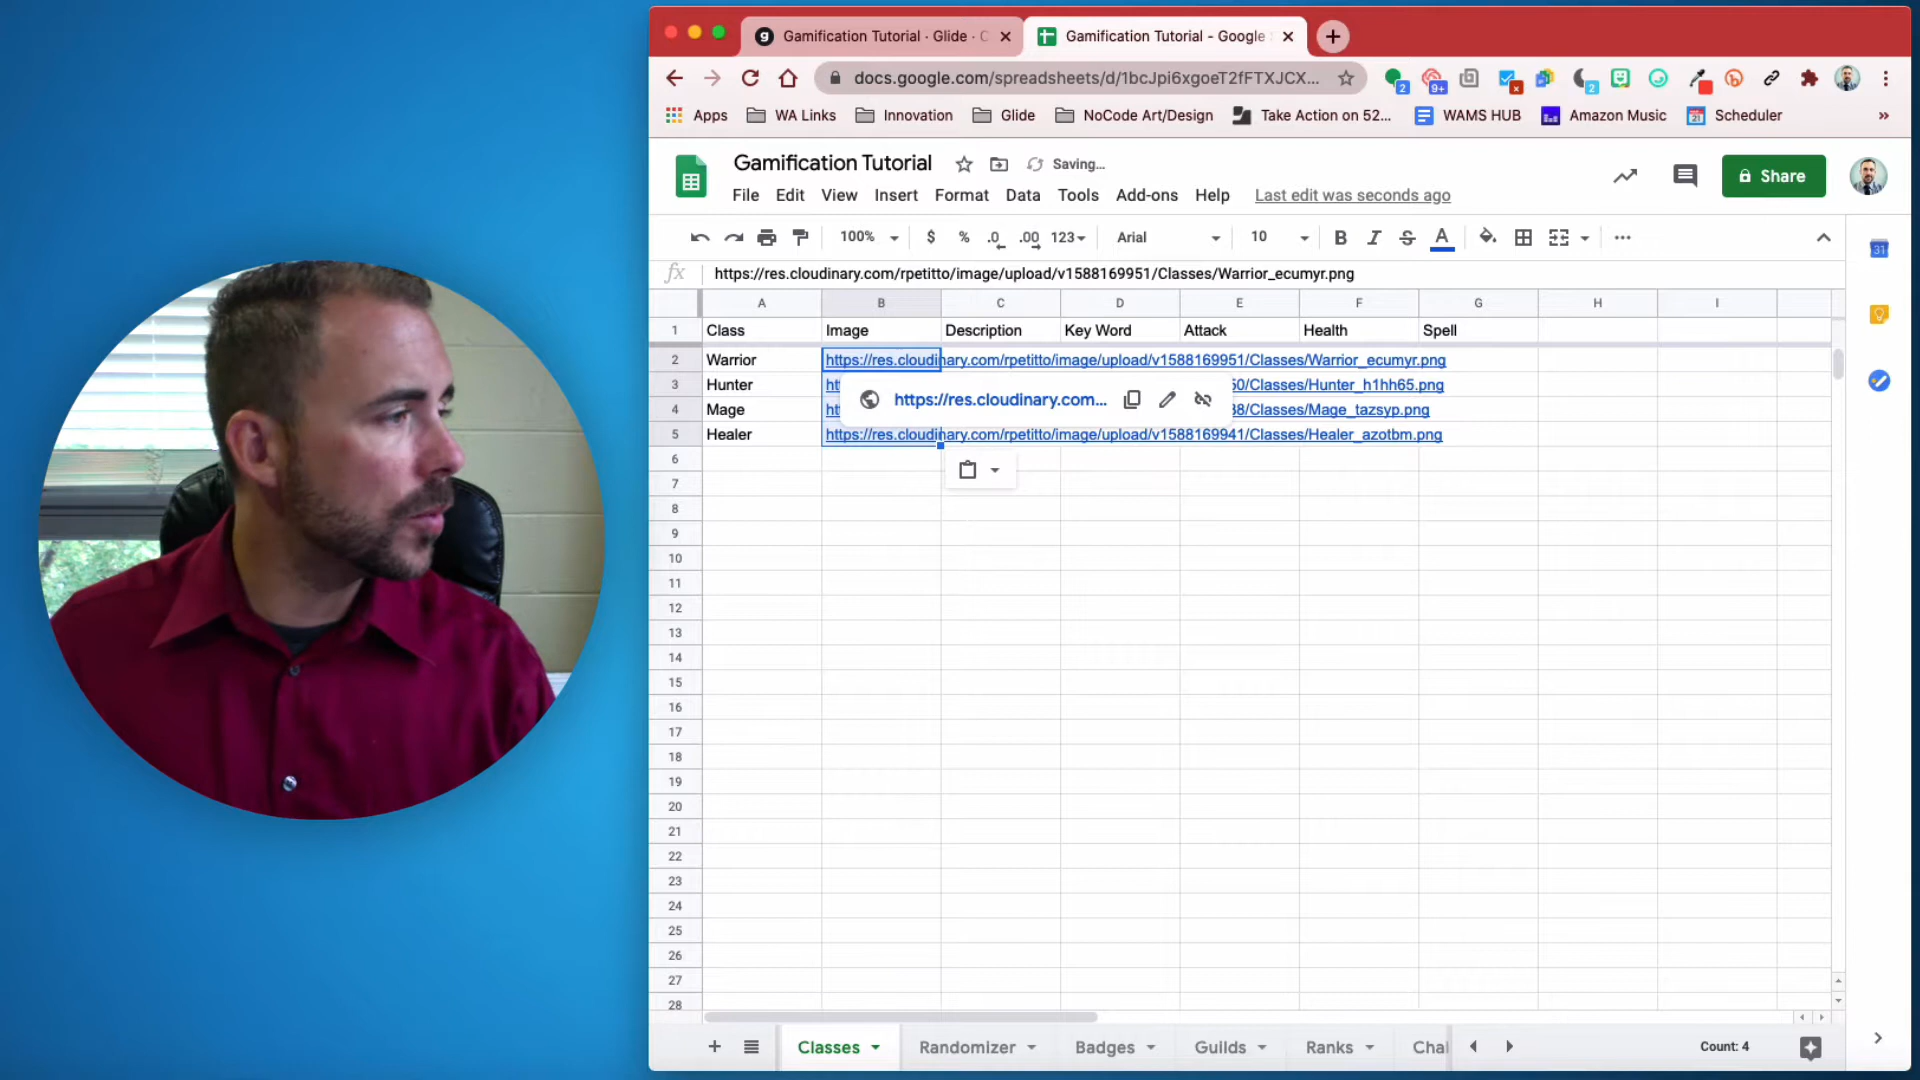 Gamification Tutorial · Glide · C
Gamification Tutorial - Google
docs.google.com/spreadsheets/d/1bcJpi6xgoeT2fFTXJCX...
2
9+
2
Apps
WA Links
Innovation
Glide
NoCode Art/Design
Take Action on 52...
WAMS HUB
Amazon Music
Scheduler
»
Gamification Tutorial
Saving...
Share
File Edit View Insert Format Data Tools Add-ons Help Last edit was seconds ago
100% $ % .0 .00 123 Arial 10 B I S A
31
fx https://res.cloudinary.com/rpetitto/image/upload/v1588169951/Classes/Warrior_ecumyr.png
A B C D E F G H I
1 Class Image Description Key Word Attack Health Spell
2 Warrior https://res.cloudinary.com/rpetitto/image/upload/v1588169951/Classes/Warrior_ecumyr.png
3 Hunter 60/Classes/Hunter_h1hh65.png
https://res.cloudinary.com...
4 Mage 38/Classes/Mage_tazsyp.png
5 Healer https://res.cloudinary.com/rpetitto/image/upload/v1588169941/Classes/Healer_azotbm.png
6
7
8
9
10
11
12
13
14
15
16
17
18
19
20
21
22
23
24
25
26
27
28
Classes Randomizer Badges Guilds Ranks Chal
Count: 4